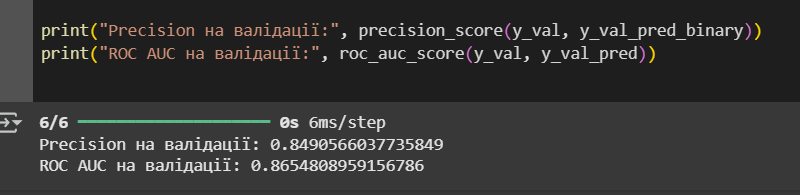 print("Precision на валідації:", precision_score(y_val, y_val_pred_binary))
print("ROC AUC на валідації:", roc_auc_score(y_val, y_val_pred))
6/6 ━━━━━━━━━━━━━━━━━━━━ 0s 6ms/step
Precision на валідації: 0.8490566037735849
ROC AUC на валідації: 0.8654808959156786